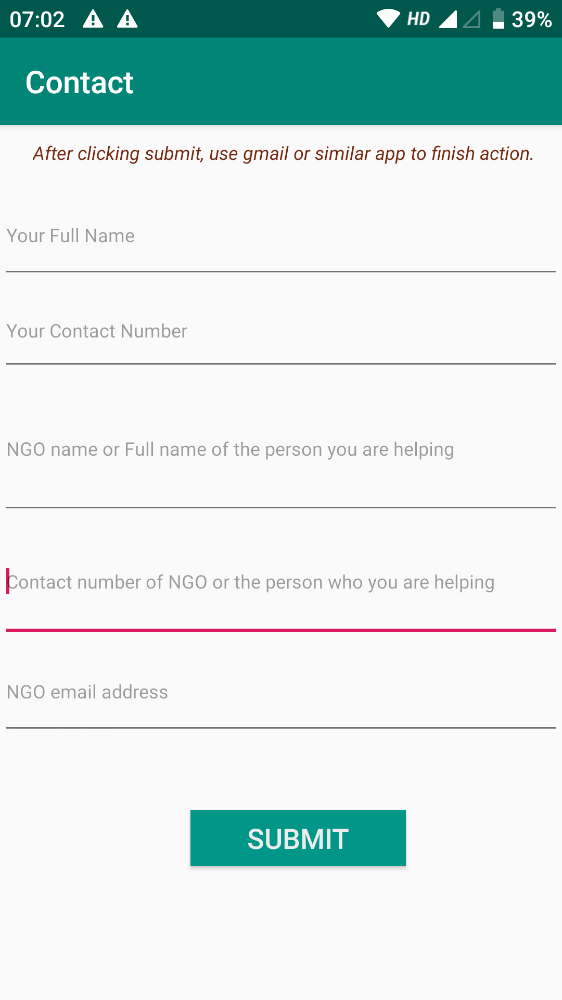 07:02 HD 39%
Contact
After clicking submit, use gmail or similar app to finish action.
Your Full Name
Your Contact Number
NGO name or Full name of the person you are helping
Contact number of NGO or the person who you are helping
NGO email address
SUBMIT